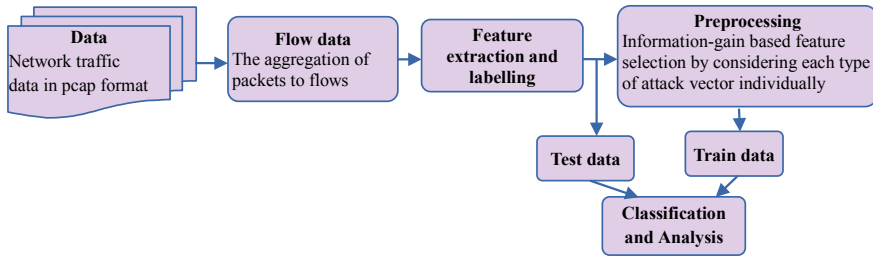 Data
Network traffic
data in pcap format
Flow data
The aggregation of
packets to flows
Feature
extraction and
labelling
Preprocessing
Information-gain based feature
selection by considering each type
of attack vector individually
Test data
Train data
Classification
and Analysis